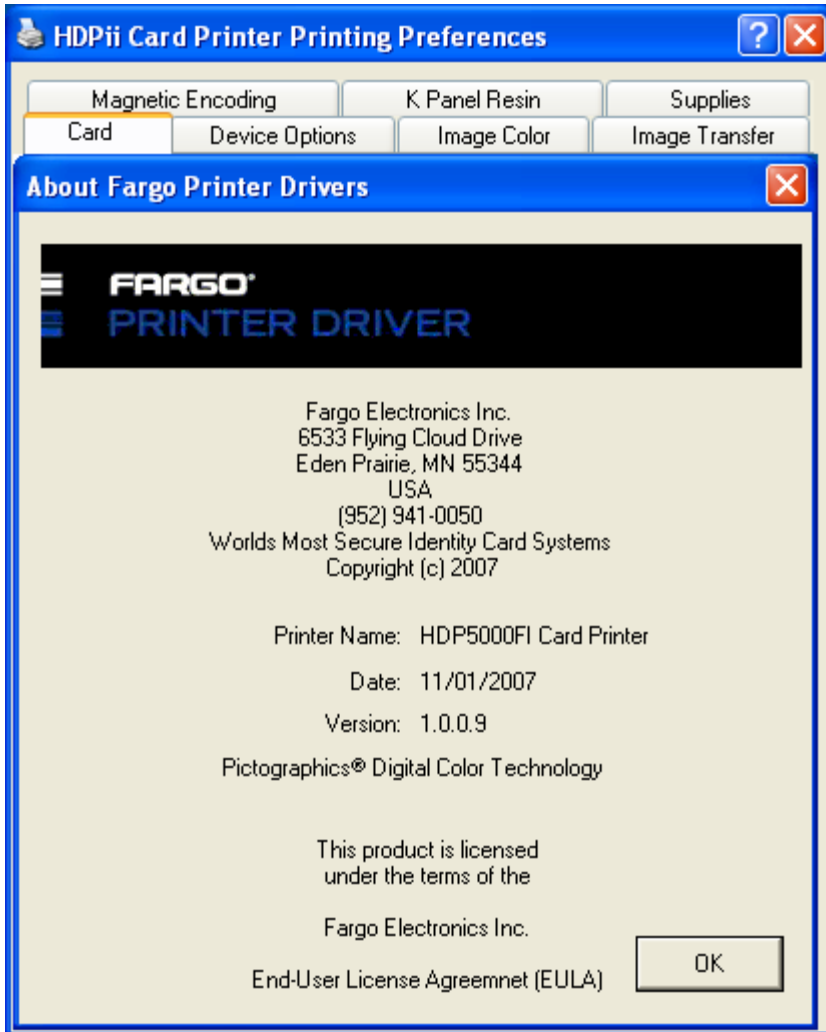 HDPii Card Printer Printing Preferences
Magnetic Encoding K Panel Resin Supplies
Card Device Options Image Color Image Transfer
About Fargo Printer Drivers
FARGO®
PRINTER DRIVER
Fargo Electronics Inc.
6533 Flying Cloud Drive
Eden Prairie, MN 55344
USA
(952) 941-0050
Worlds Most Secure Identity Card Systems
Copyright (c) 2007
Printer Name: HDP5000FI Card Printer
Date: 11/01/2007
Version: 1.0.0.9
Pictographics® Digital Color Technology
This product is licensed
under the terms of the
Fargo Electronics Inc.
End-User License Agreemnet (EULA)
OK